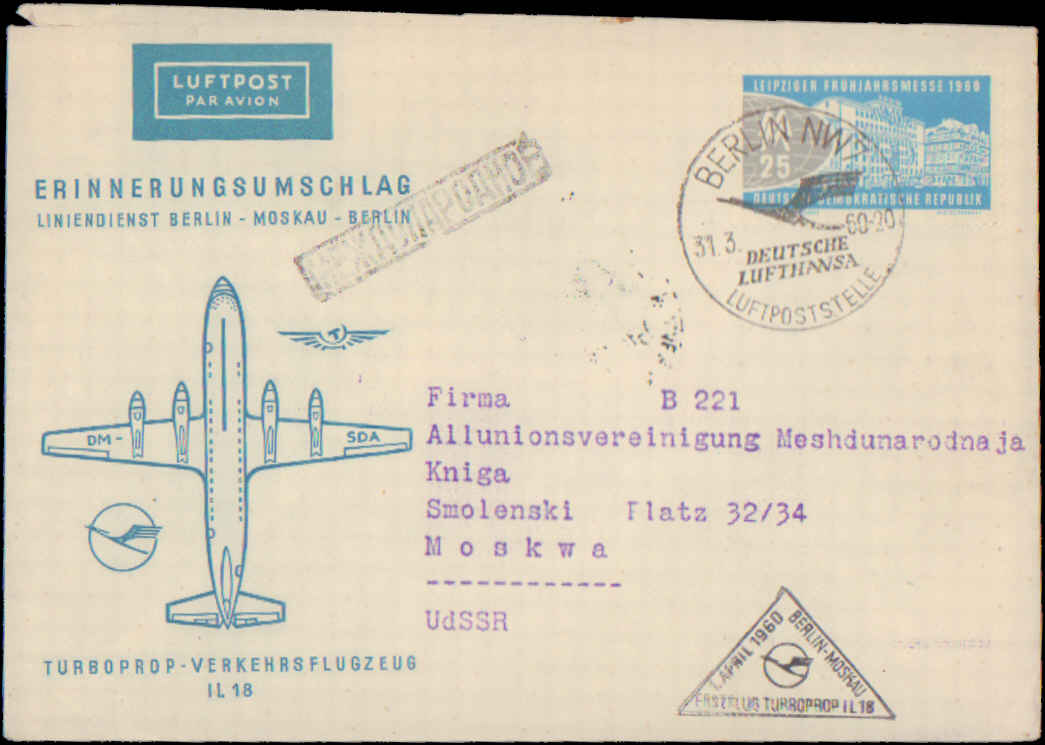 LUFTPOST
PAR AVION
ERINNERUNGSUMSCHLAG
LINIENDIENST BERLIN - MOSKAU - BERLIN
LEIPZIGER FRÜHJAHRSMESSE 1960
25
DEUTSCHE DEMOKRATISCHE REPUBLIK
BERLIN NW7
31.3. 60-20
DEUTSCHE
LUFTHANSA
LUFTPOSTSTELLE
DM- SDA
Firma B 221
Allunionsvereinigung Meshdunarodnaja
Kniga
Smolenski Platz 32/34
Moskwa
------------
UdSSR
TURBOPROP-VERKEHRSFLUGZEUG
IL 18
1. APRIL 1960
BERLIN-MOSKAU
ERSTFLUG TURBOPROP IL 18